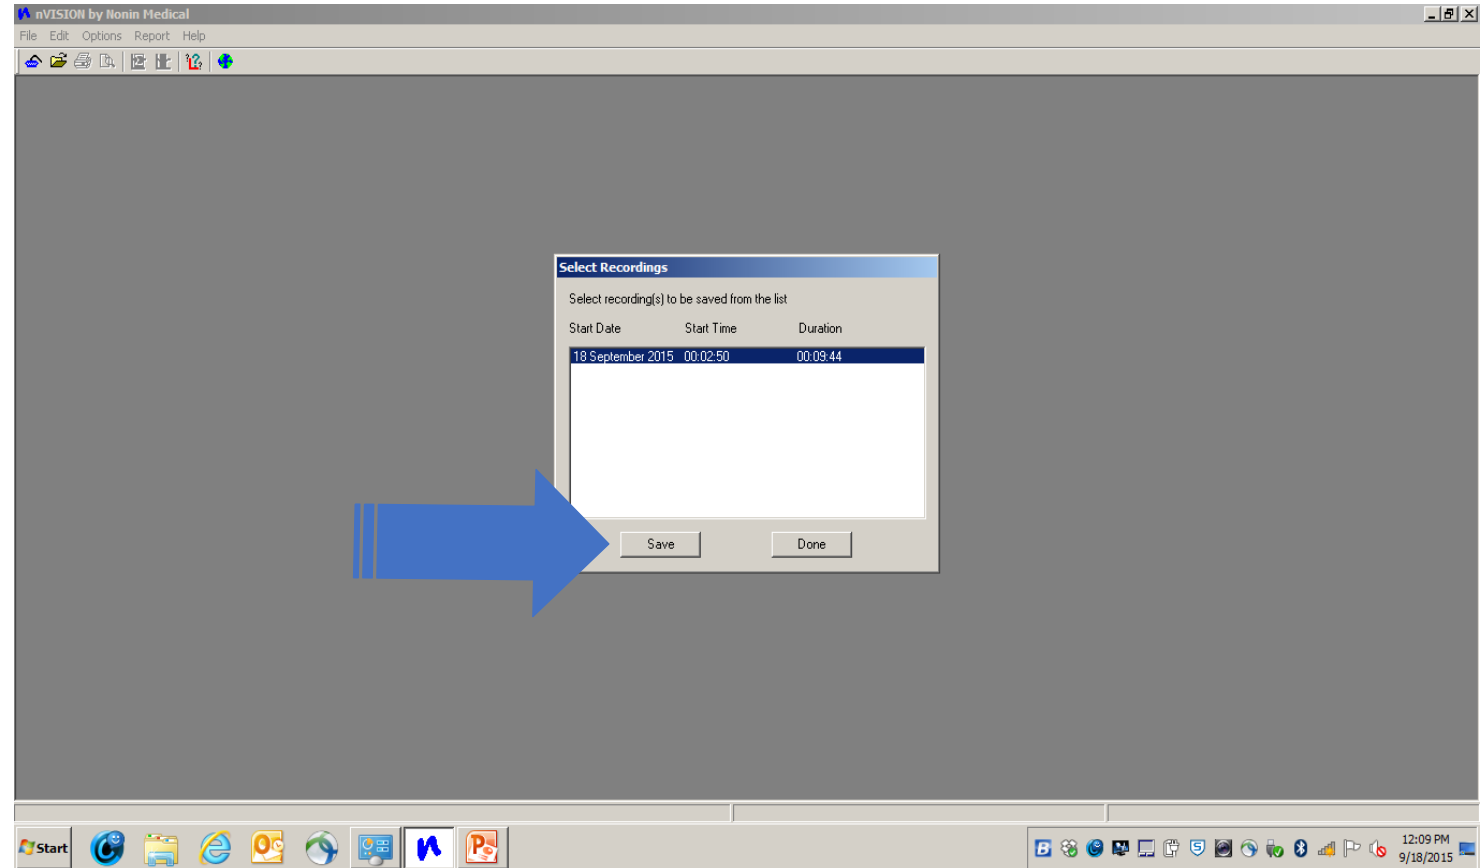 nVISION by Nonin Medical
File Edit Options Report Help
Select Recordings
Select recording(s) to be saved from the list
Start Date Start Time Duration
18 September 2015 00:02:50 00:09:44
Save Done
Start
12:09 PM
9/18/2015